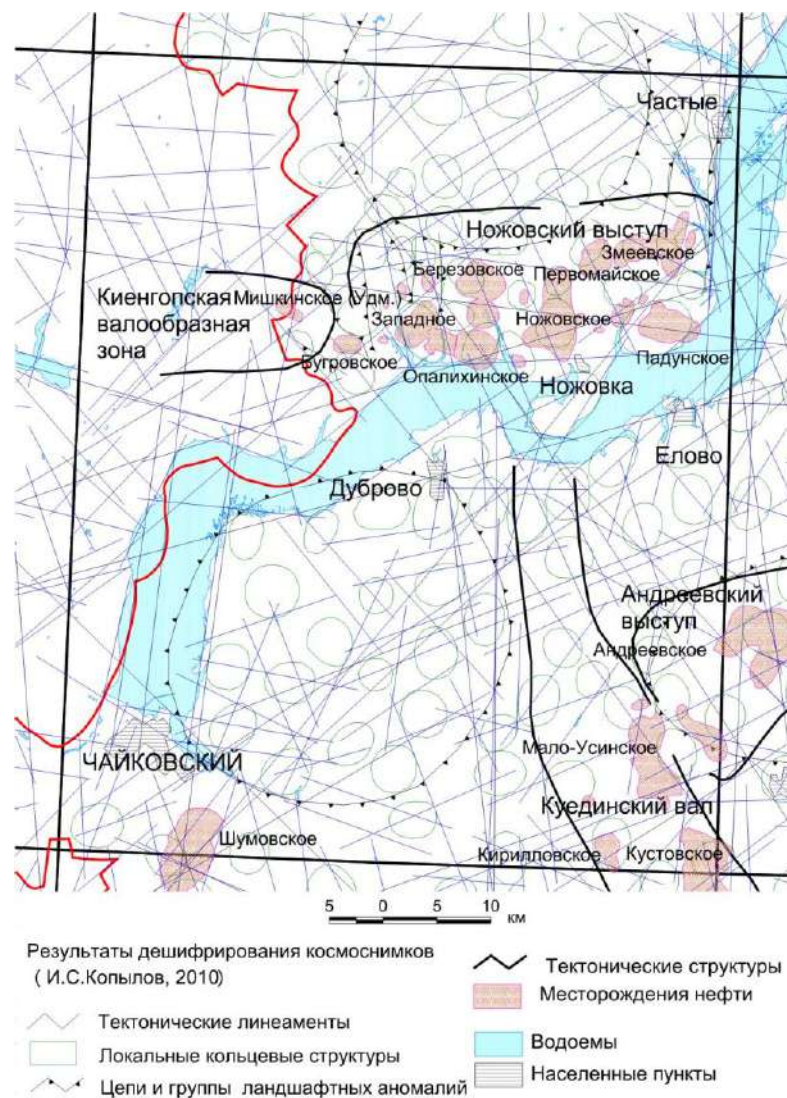 Частые
Ножовский выступ
Змеевское
Березовское
Первомайское
Киенгопская
валообразная
зона
Мишкинское (Удм.)
Западное
Ножовское
Бугровское
Опалихинское
Ножовка
Падунское
Елово
Дуброво
Андреевский
выступ
Андреевское
Мало-Усинское
ЧАЙКОВСКИЙ
Куединский вал
Шумовское
Кирилловское
Кустовское
5 0 5 10
км
Результаты дешифрирования космоснимков
( И.С.Копылов, 2010)
Тектонические линеаменты
Локальные кольцевые структуры
Цепи и группы ландшафтных аномалий
Тектонические структуры
Месторождения нефти
Водоемы
Населенные пункты